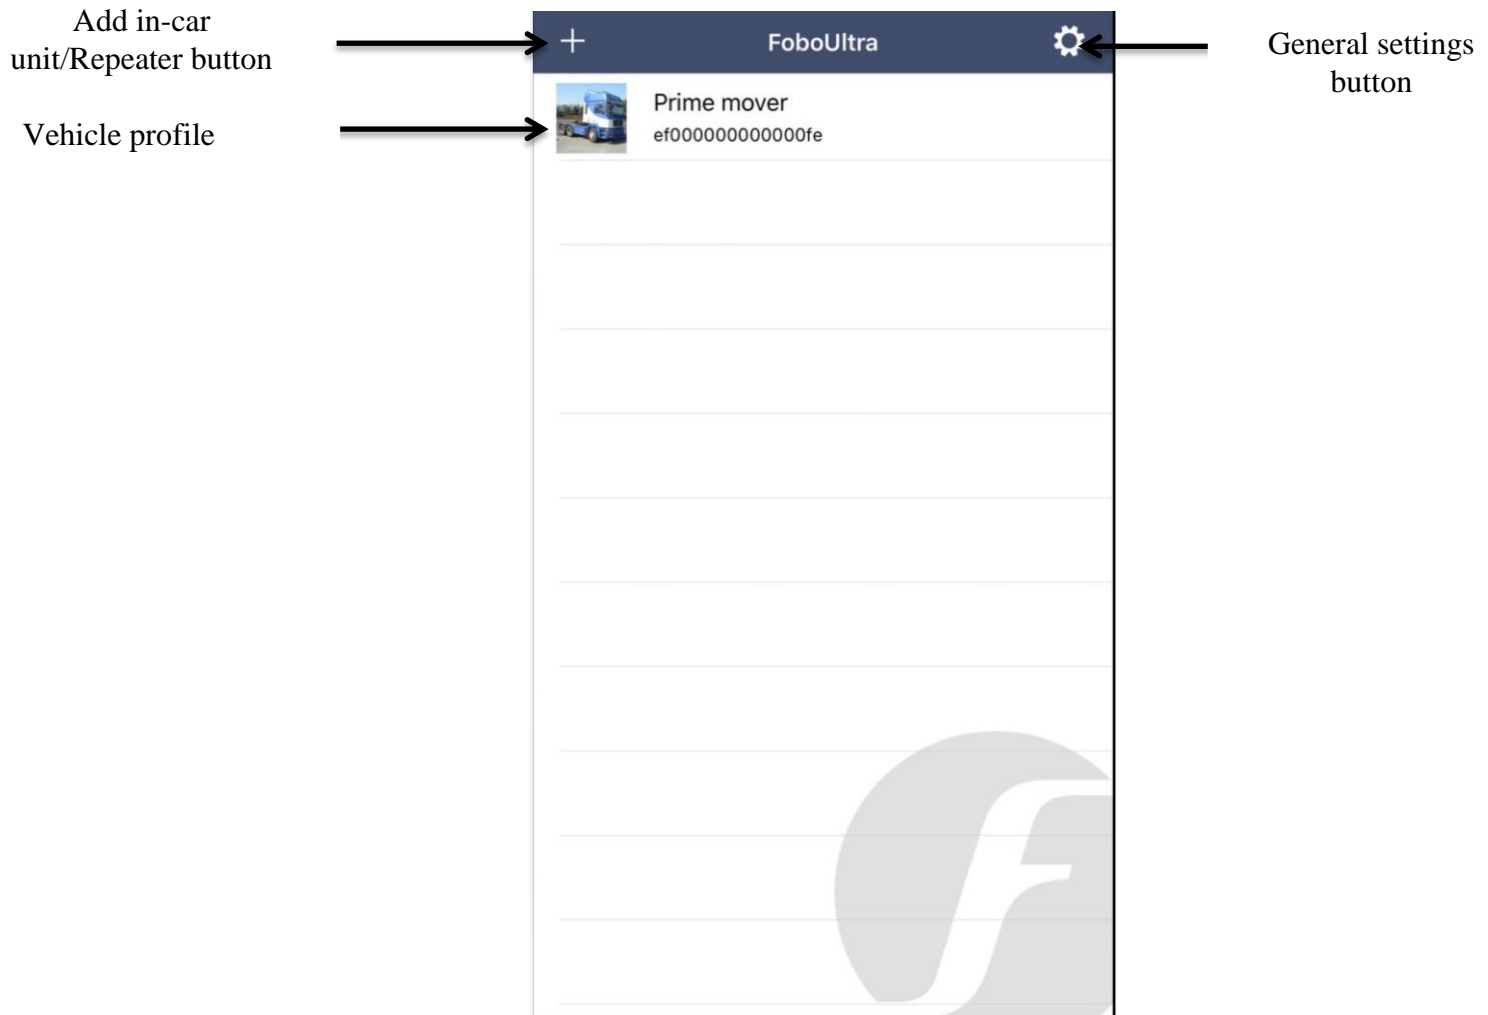 Add in-car
unit/Repeater button
Vehicle profile
FoboUltra
Prime mover
ef000000000000fe
General settings
button